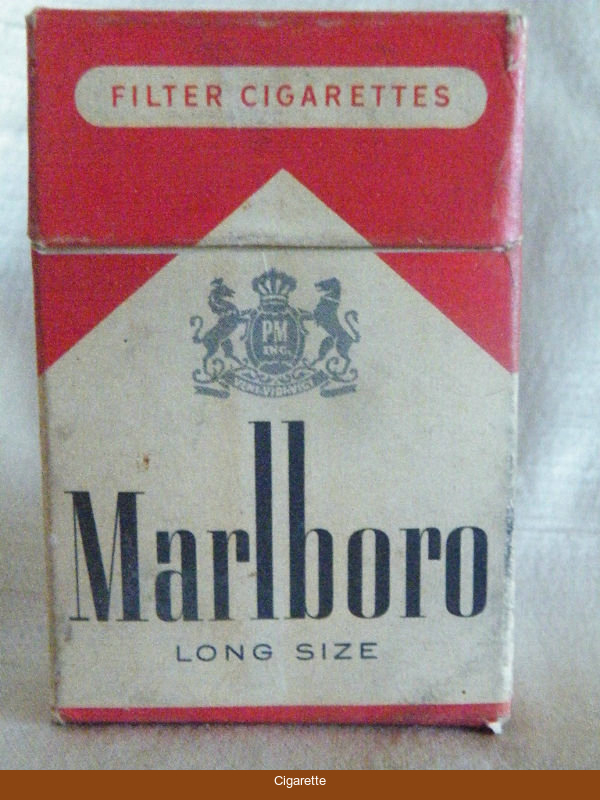 FILTER CIGARETTES
PM
INC.
Marlboro
LONG SIZE
Cigarette